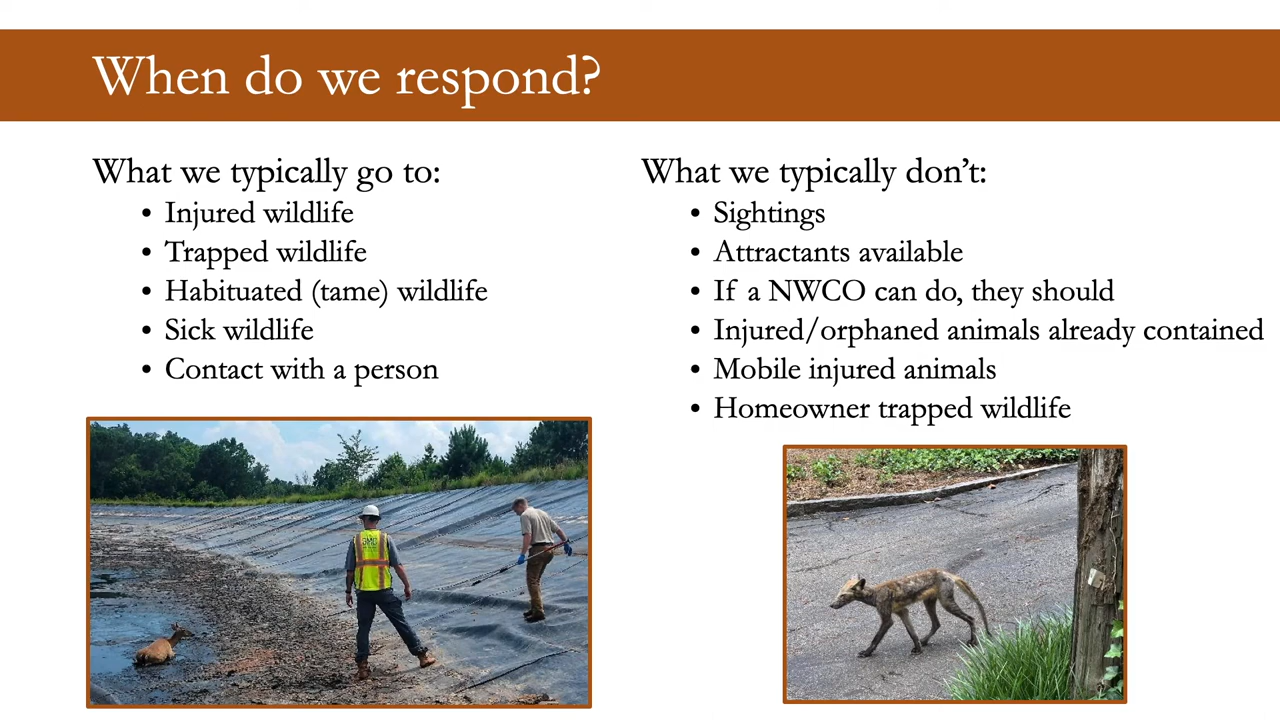 When do we respond?
What we typically go to:
• Injured wildlife
• Trapped wildlife
• Habituated (tame) wildlife
• Sick wildlife
• Contact with a person
What we typically don't:
• Sightings
• Attractants available
• If a NWCO can do, they should
• Injured/orphaned animals already contained
• Mobile injured animals
• Homeowner trapped wildlife